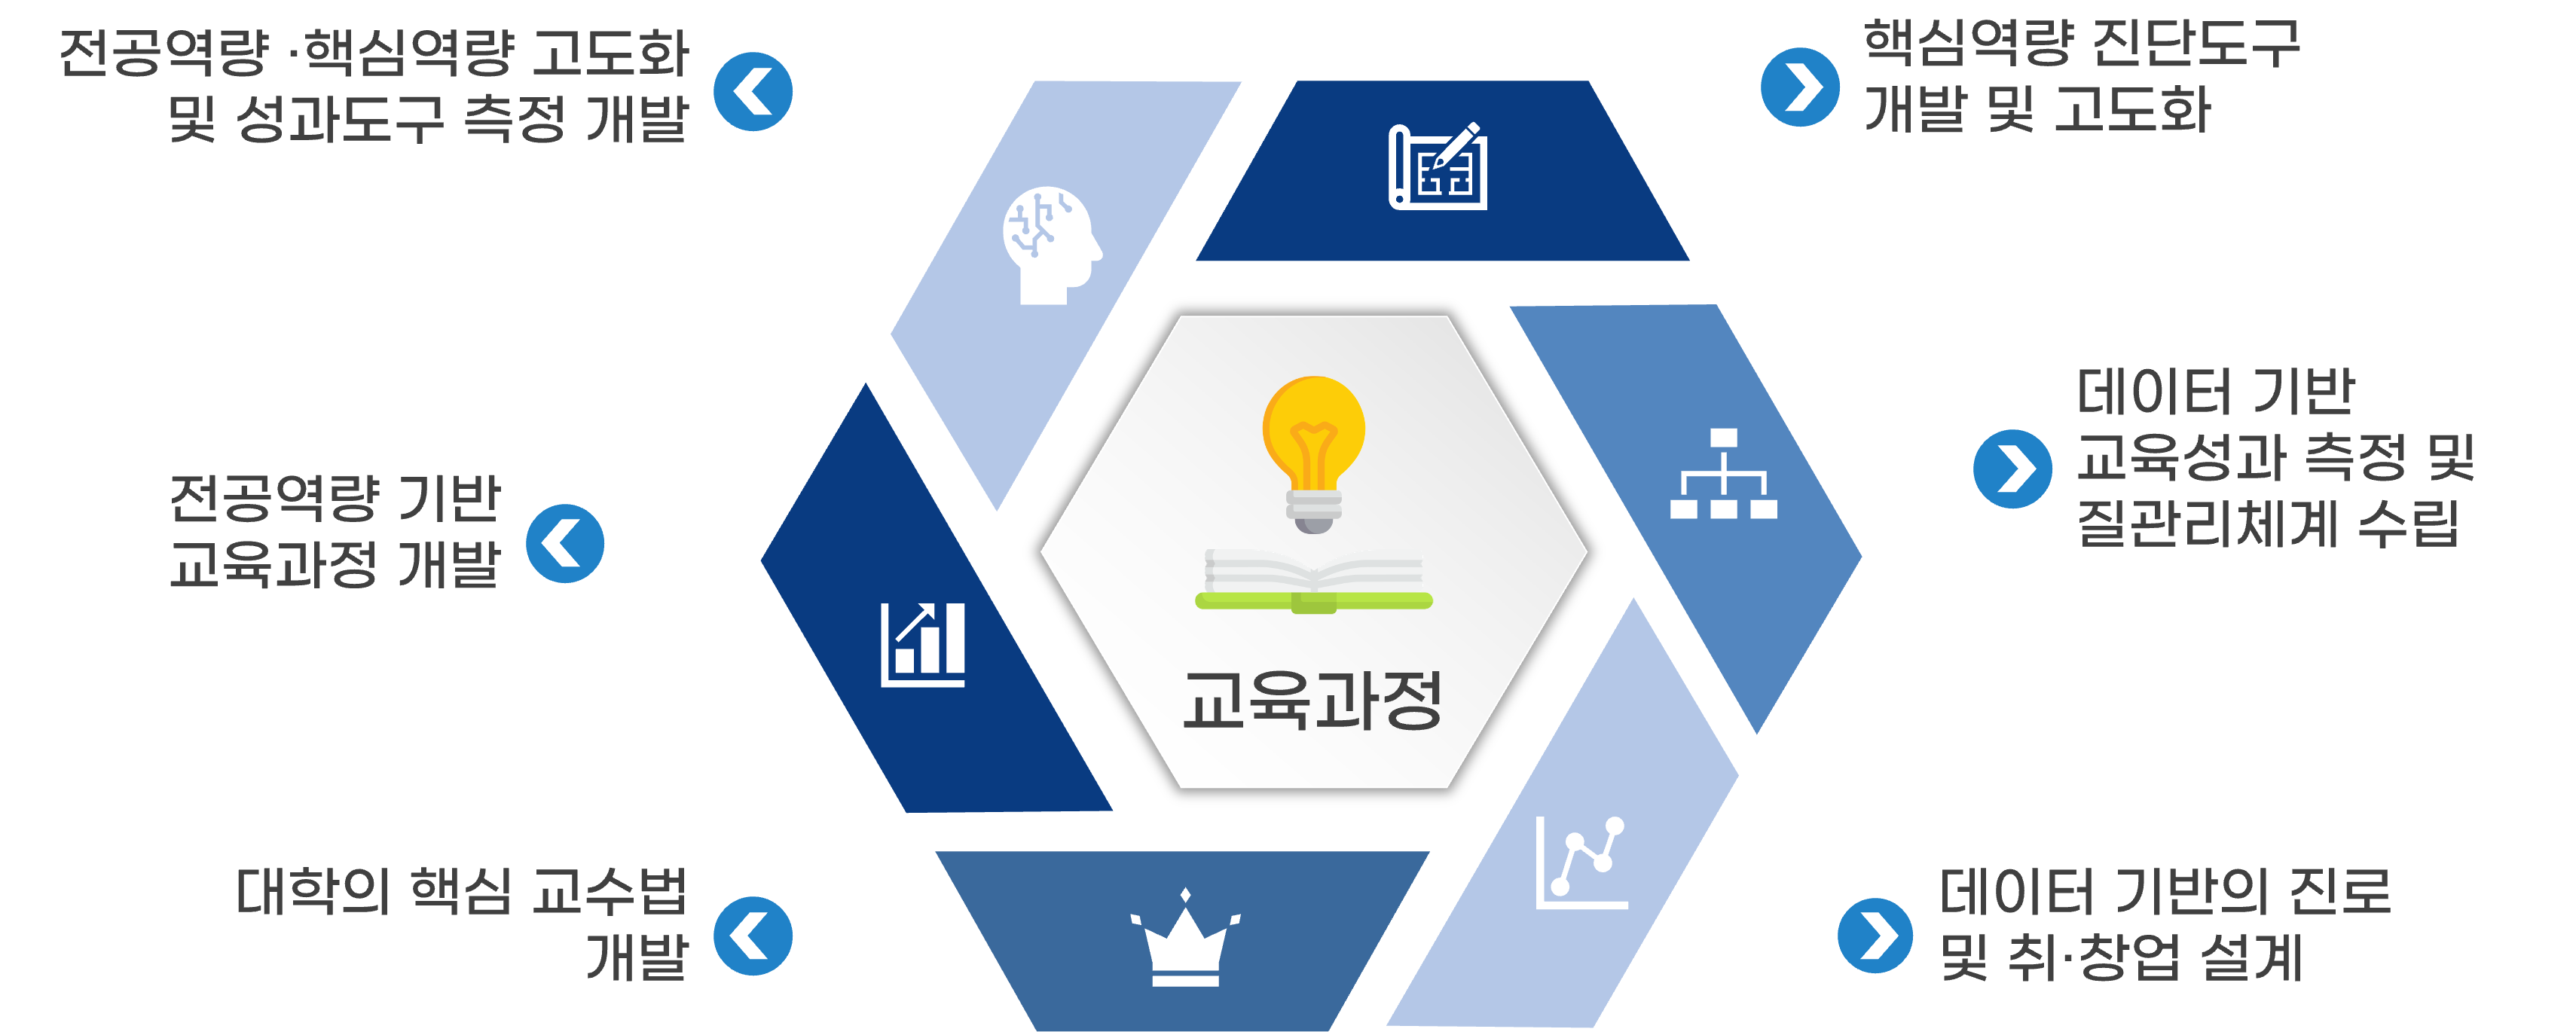 전공역량 ·핵심역량 고도화
및 성과도구 측정 개발
핵심역량 진단도구
개발 및 고도화
전공역량 기반
교육과정 개발
데이터 기반
교육성과 측정 및
질관리체계 수립
교육과정
대학의 핵심 교수법
개발
데이터 기반의 진로
및 취·창업 설계